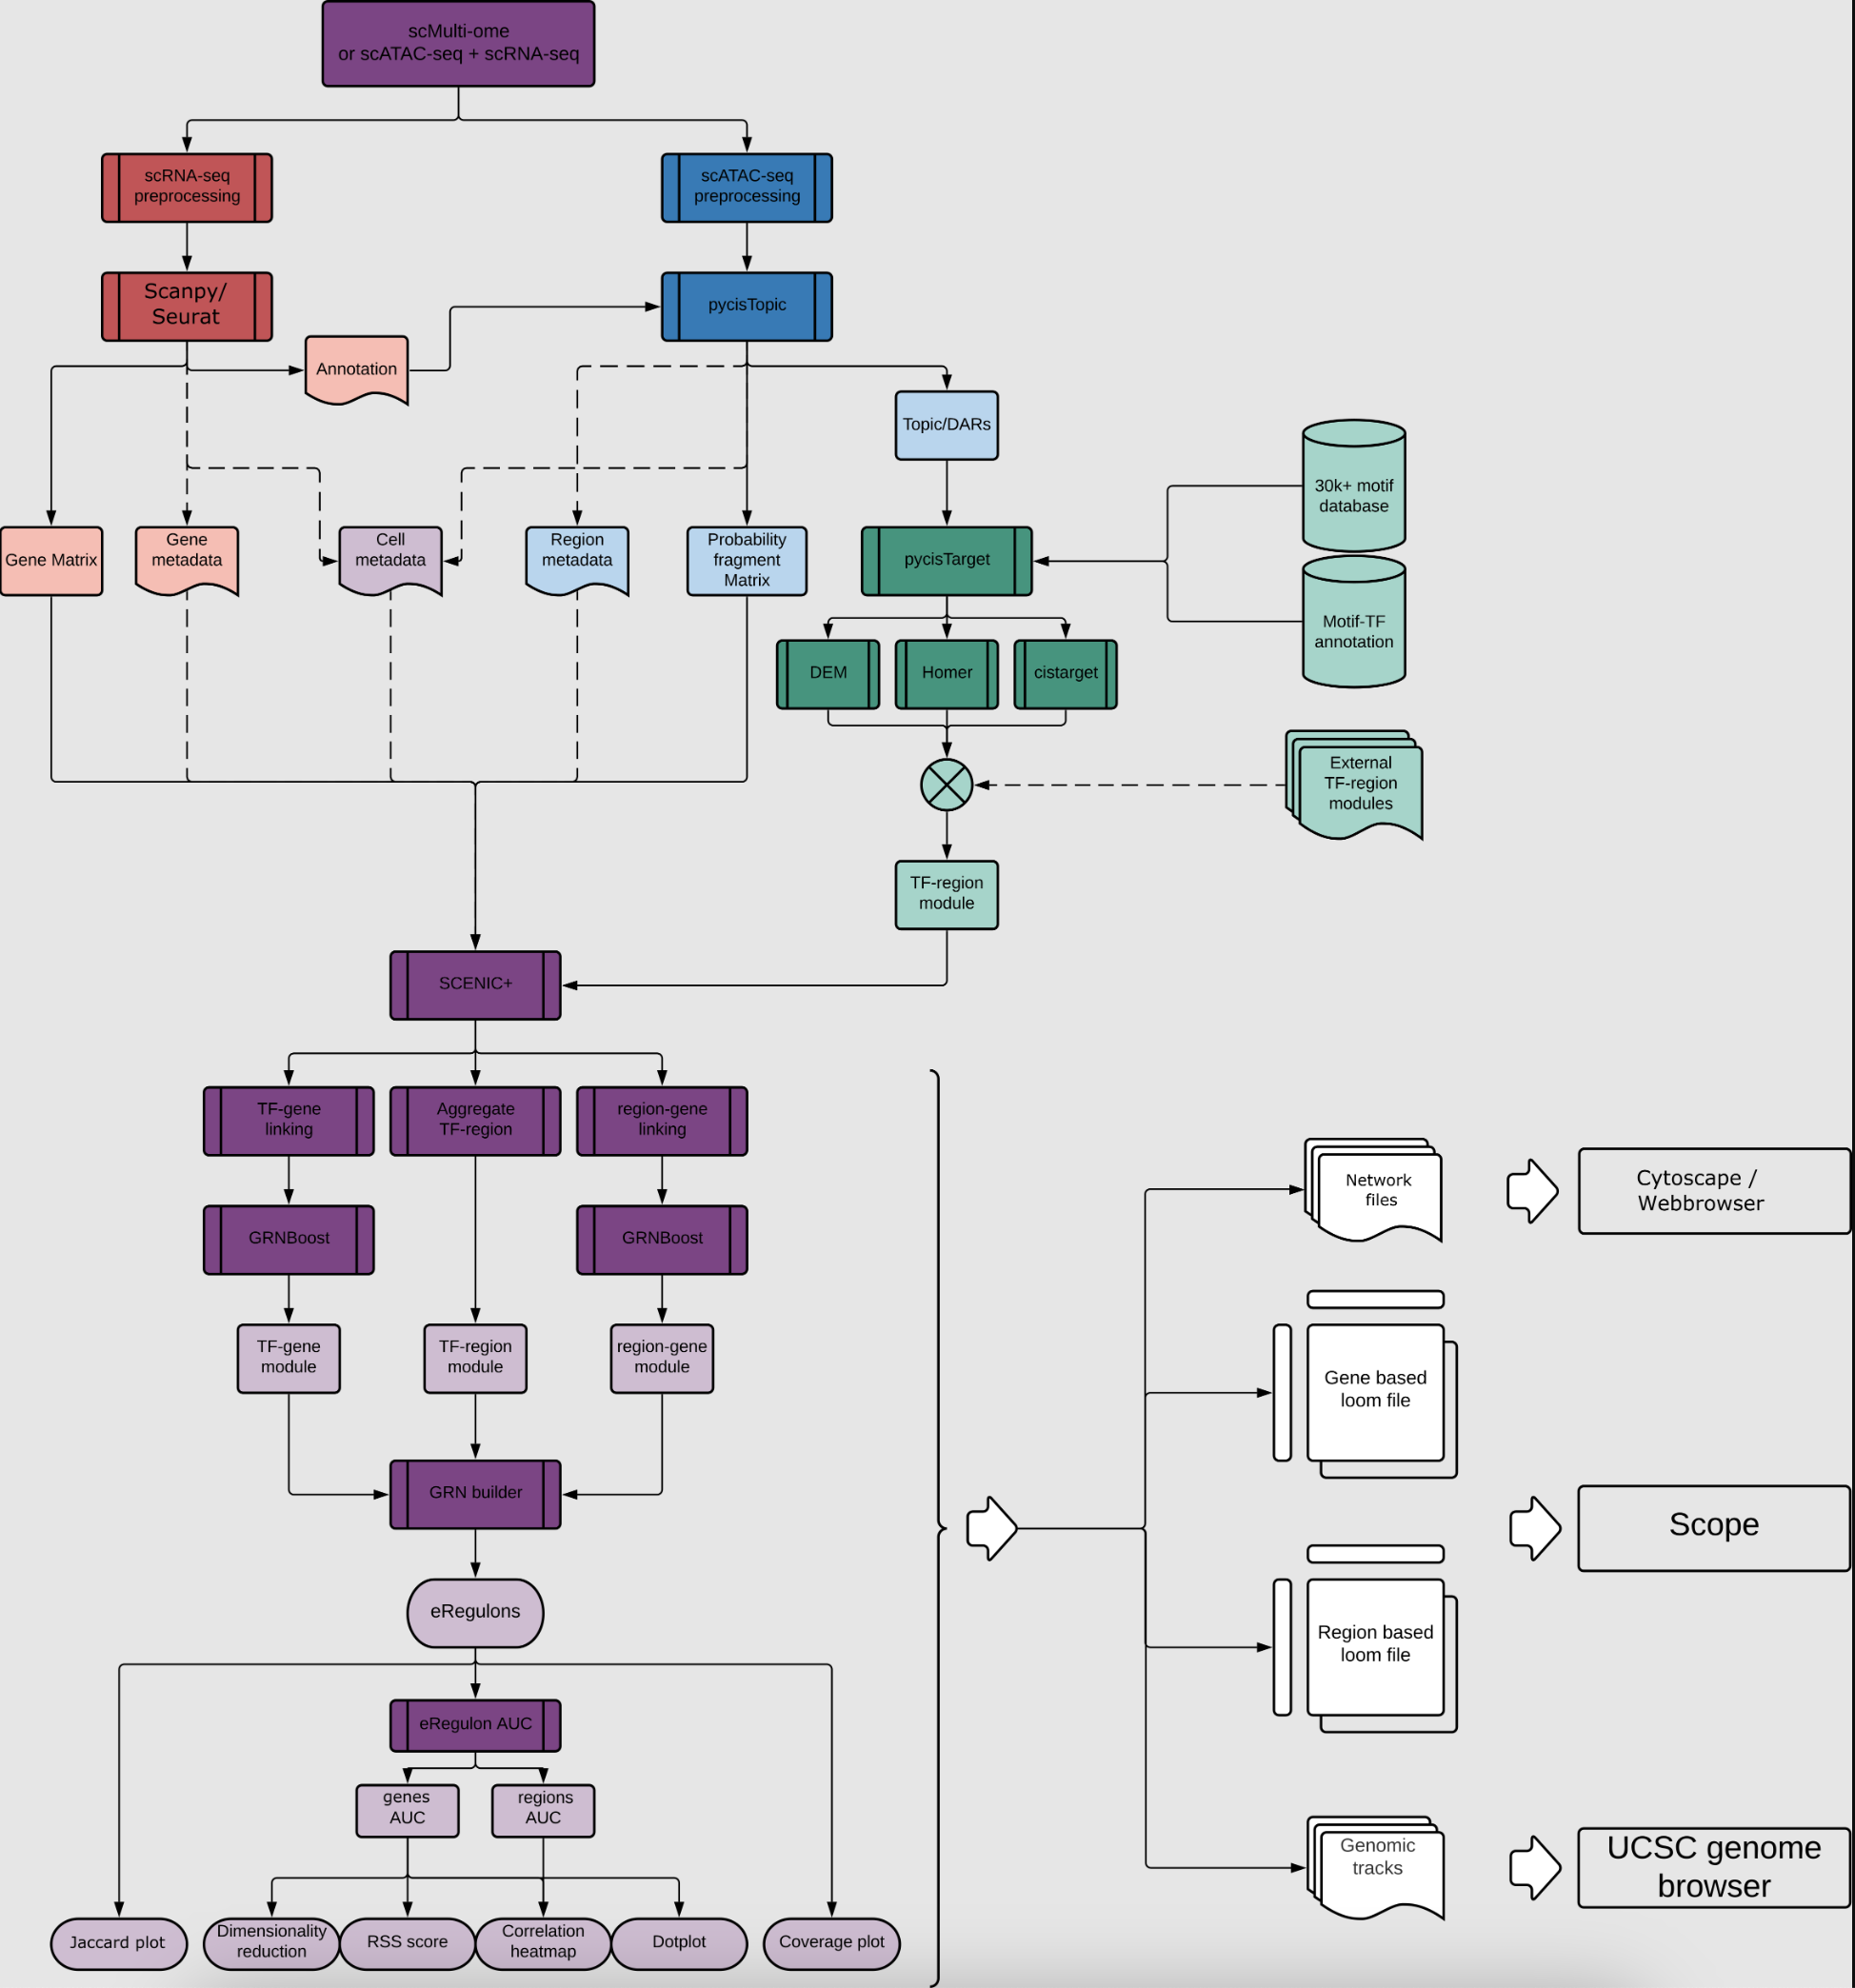 scMulti-ome
or scATAC-seq + scRNA-seq
scRNA-seq
preprocessing
scATAC-seq
preprocessing
Scanpy/
Seurat
pycisTopic
Annotation
Topic/DARs
30k+ motif
database
Gene Matrix
Gene
metadata
Cell
metadata
Region
metadata
Probability
fragment
Matrix
pycisTarget
Motif-TF
annotation
DEM
Homer
cistarget
External
TF-region
modules
TF-region
module
SCENIC+
TF-gene
linking
Aggregate
TF-region
region-gene
linking
GRNBoost
GRNBoost
TF-gene
module
TF-region
module
region-gene
module
GRN builder
eRegulons
eRegulon AUC
genes
AUC
regions
AUC
Jaccard plot
Dimensionality
reduction
RSS score
Correlation
heatmap
Dotplot
Coverage plot
Network
files
Cytoscape /
Webbrowser
Gene based
loom file
Scope
Region based
loom file
Genomic
tracks
UCSC genome
browser